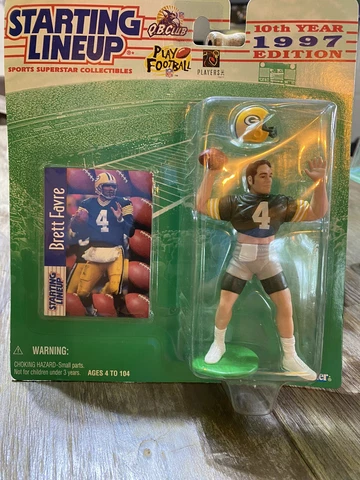 STARTING
LINEUP
SPORTS SUPERSTAR COLLECTIBLES
Q.B. CLUB
PLAY
FOOTBALL
NFL
PLAYERS
10TH YEAR
1997
EDITION
G
4
4
Brett Favre
STARTING
LINEUP
WARNING:
CHOKING HAZARD-Small parts.
Not for children under 3 years.
AGES 4 TO 104